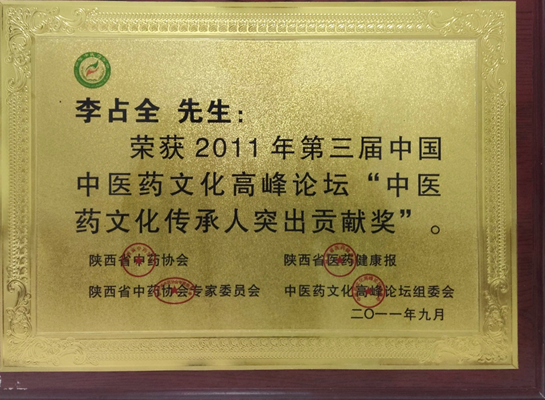 李占全 先生：
荣获2011年第三届中国
中医药文化高峰论坛“中医
药文化传承人突出贡献奖”。
陕西省中药协会 陕西省医药健康报
陕西省中药协会专家委员会 中医药文化高峰论坛组委会
二〇一一年九月